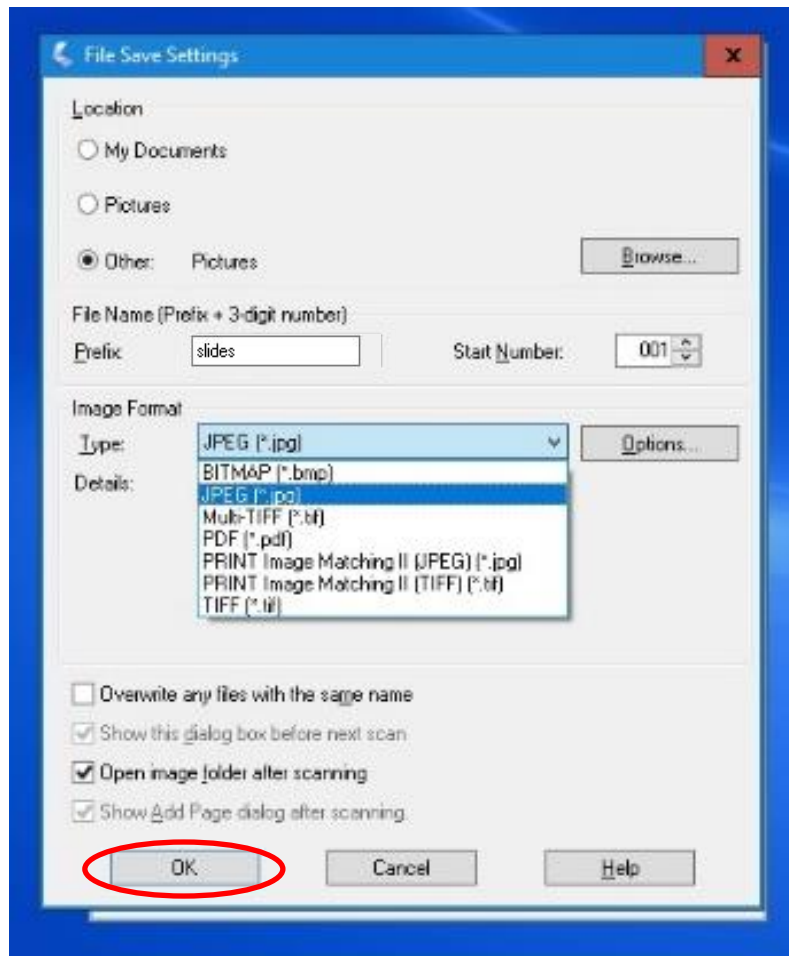 File Save Settings
Location
My Documents
Pictures
Other: Pictures Browse...
File Name (Prefix + 3-digit number)
Prefix slides Start Number: 001
Image Format
Type: JPEG (*.jpg) Options...
Details:
BITMAP (*.bmp)
JPEG (*.jpg)
Multi-TIFF (*.tif)
PDF (*.pdf)
PRINT Image Matching II (JPEG) (*.jpg)
PRINT Image Matching II (TIFF) (*.tif)
TIFF (*.tif)
Overwrite any files with the same name
Show this dialog box before next scan
Open image folder after scanning
Show Add Page dialog after scanning.
OK Cancel Help